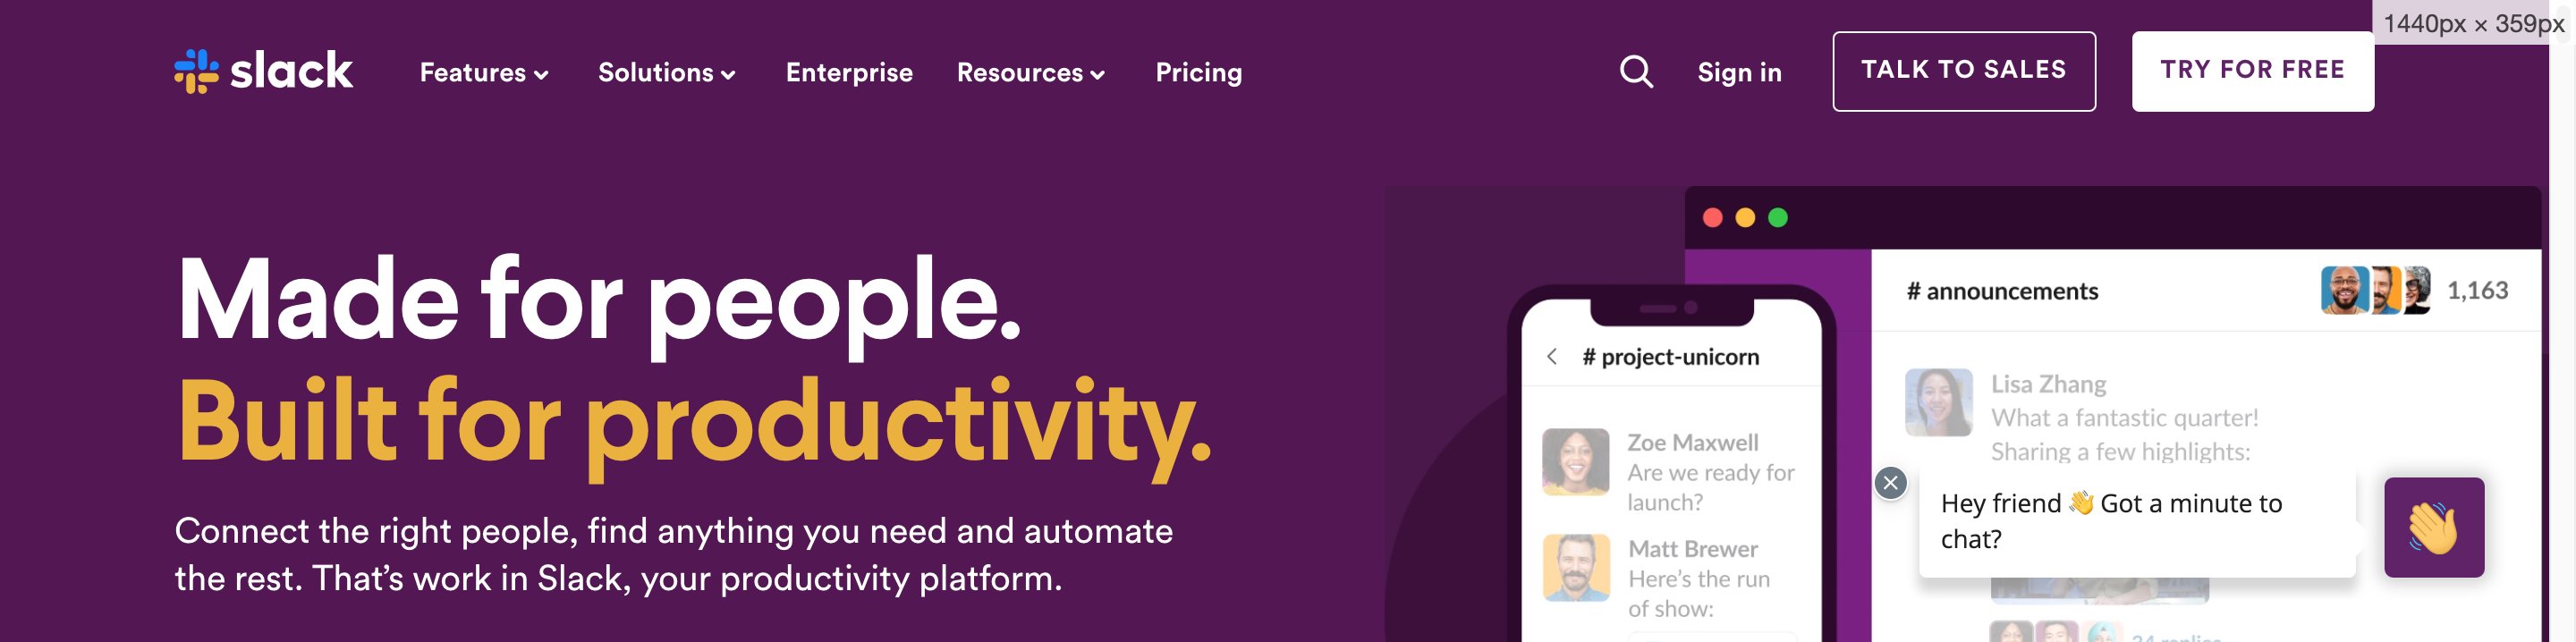 1440px × 359px
slack
Features
Solutions
Enterprise
Resources
Pricing
Sign in
TALK TO SALES
TRY FOR FREE
Made for people.
Built for productivity.
Connect the right people, find anything you need and automate
the rest. That’s work in Slack, your productivity platform.
# project-unicorn
Zoe Maxwell
Are we ready for
launch?
Matt Brewer
Here’s the run
of show:
# announcements
1,163
Lisa Zhang
What a fantastic quarter!
Sharing a few highlights:
Hey friend 👋 Got a minute to
chat?
24 replies